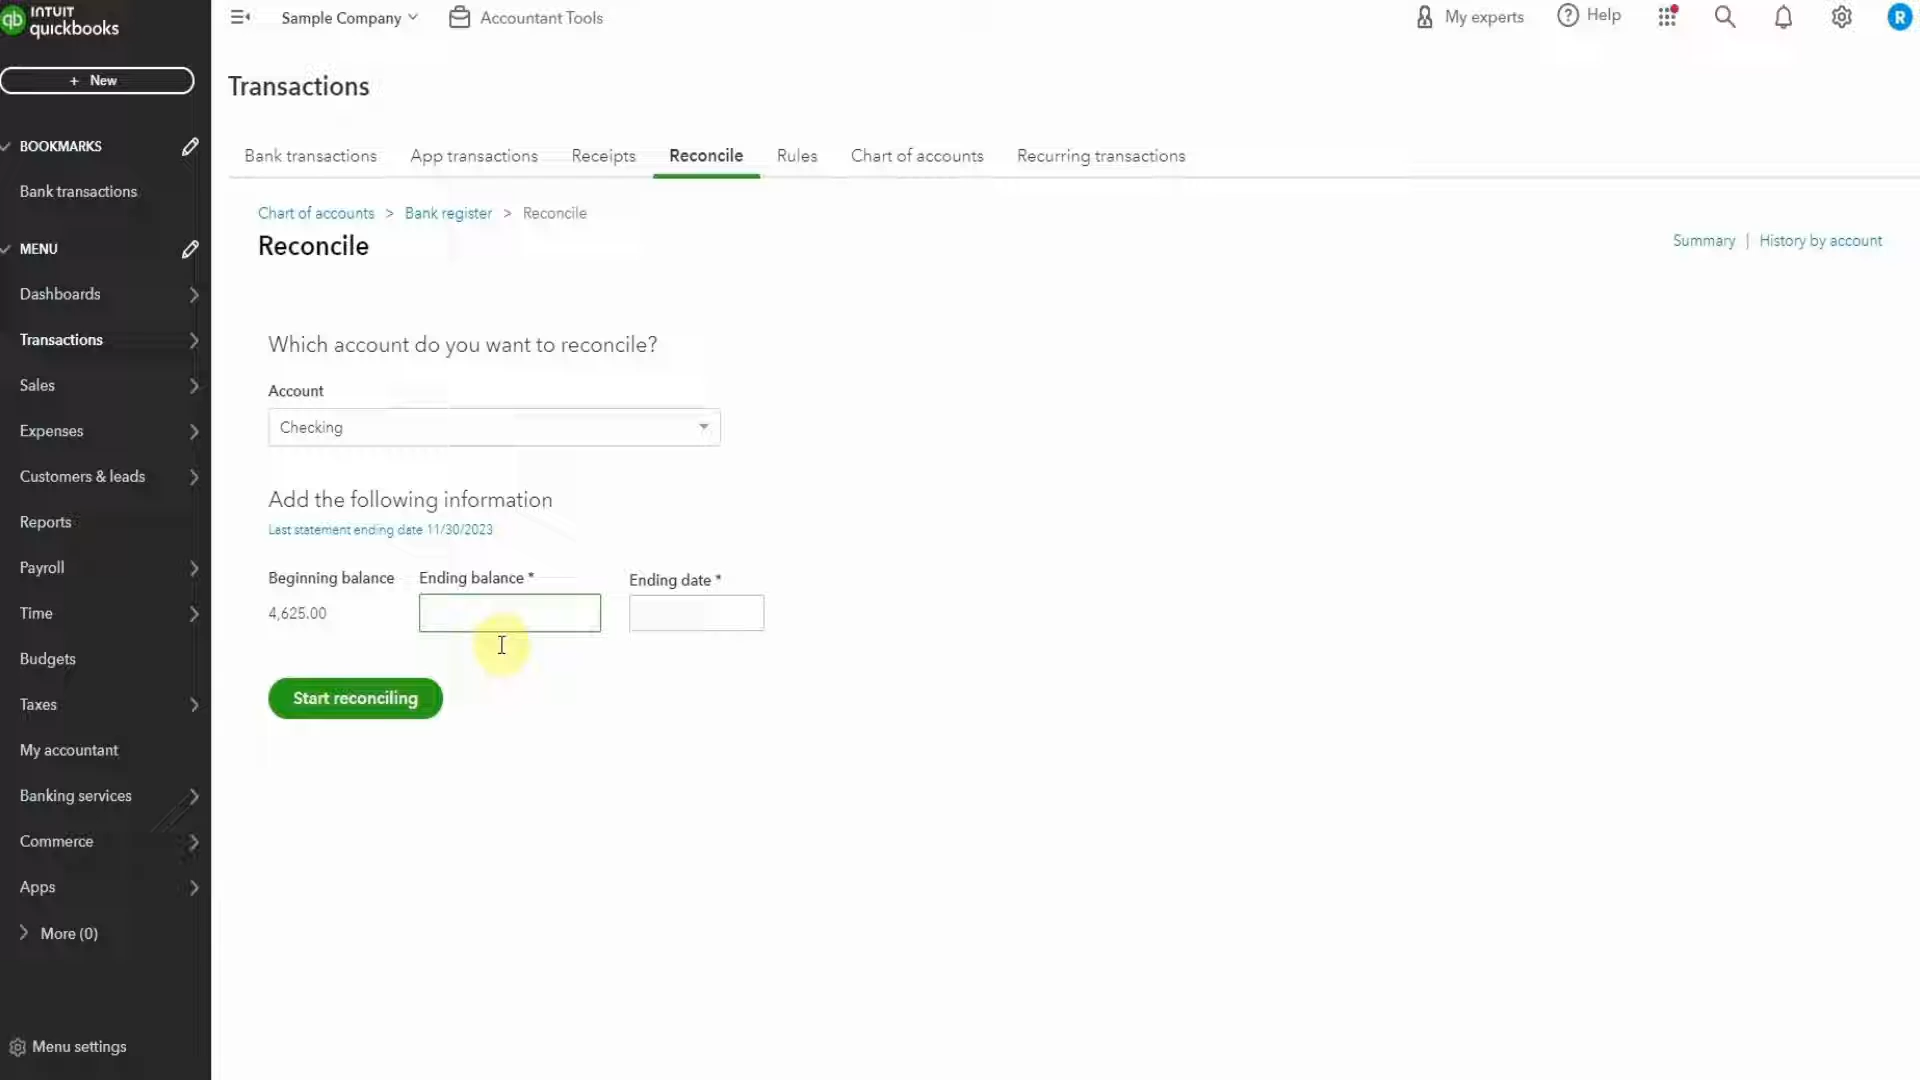 INTUIT
quickbooks
qb
Sample Company
Accountant Tools
My experts
Help
R
+ New
BOOKMARKS
Bank transactions
MENU
Dashboards
Transactions
Sales
Expenses
Customers & leads
Reports
Payroll
Time
Budgets
Taxes
My accountant
Banking services
Commerce
Apps
More (0)
Menu settings
Transactions
Bank transactions
App transactions
Receipts
Reconcile
Rules
Chart of accounts
Recurring transactions
Chart of accounts > Bank register > Reconcile
Reconcile
Summary | History by account
Which account do you want to reconcile?
Account
Checking
Add the following information
Last statement ending date 11/30/2023
Beginning balance
Ending balance *
Ending date *
4,625.00
Start reconciling